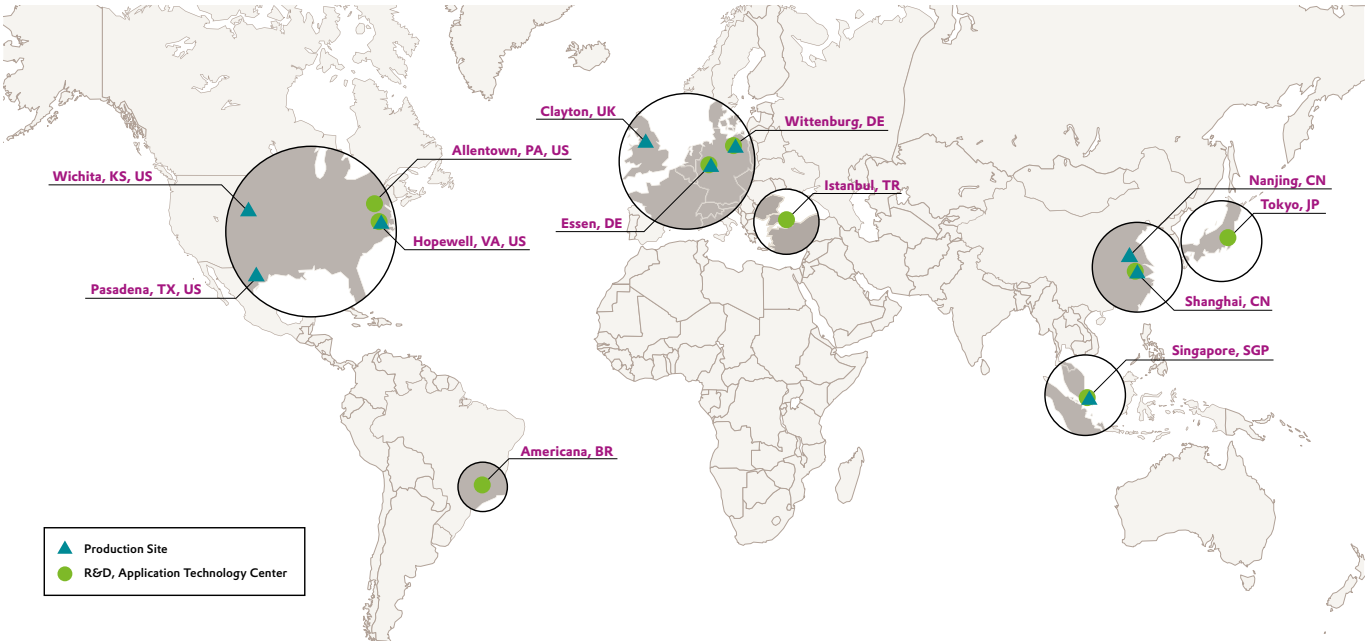 Clayton, UK
Wittenburg, DE
Allentown, PA, US
Wichita, KS, US
Istanbul, TR
Nanjing, CN
Tokyo, JP
Essen, DE
Hopewell, VA, US
Pasadena, TX, US
Shanghai, CN
Singapore, SGP
Americana, BR
Production Site
R&D, Application Technology Center